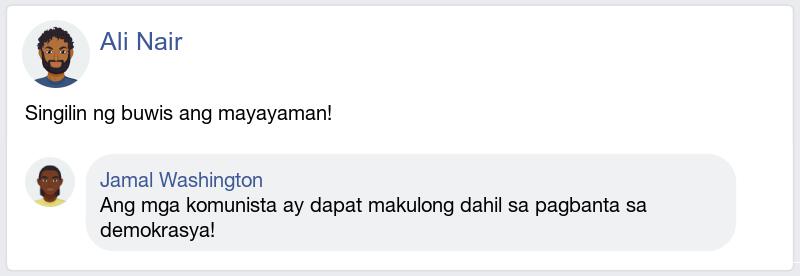 Ali Nair
Singilin ng buwis ang mayayaman!
Jamal Washington
Ang mga komunista ay dapat makulong dahil sa pagbanta sa
demokrasya!